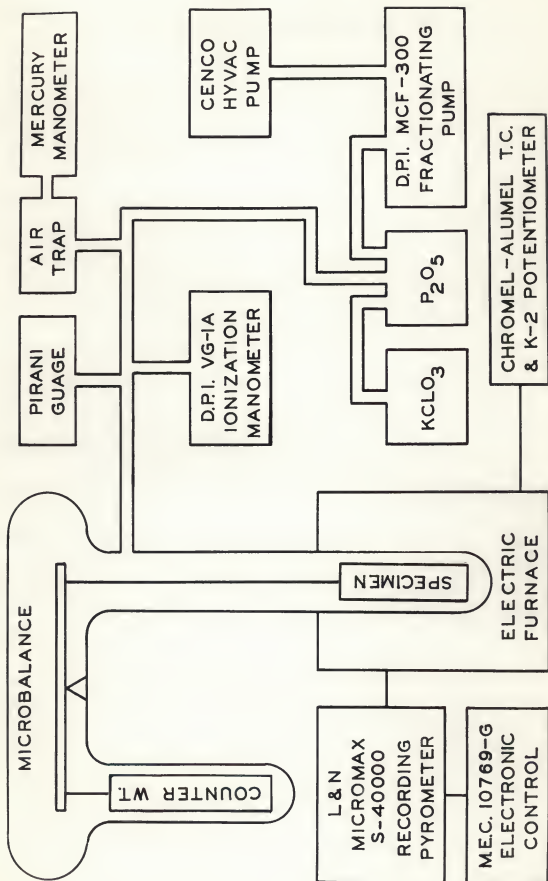 MICROBALANCE
COUNTER WT.
SPECIMEN
PIRANI
GUAGE
AIR
TRAP
MERCURY
MANOMETER
D.P.I. VG-1A
IONIZATION
MANOMETER
CENCO
HYVAC
PUMP
KCLO3
P2O5
D.P.I. MCF-300
FRACTIONATING
PUMP
L & N
MICROMAX
S-40000
RECORDING
PYROMETER
M.E.C. 10769-G
ELECTRONIC
CONTROL
ELECTRIC
FURNACE
CHROMEL-ALUMEL T.C.
& K-2 POTENTIOMETER